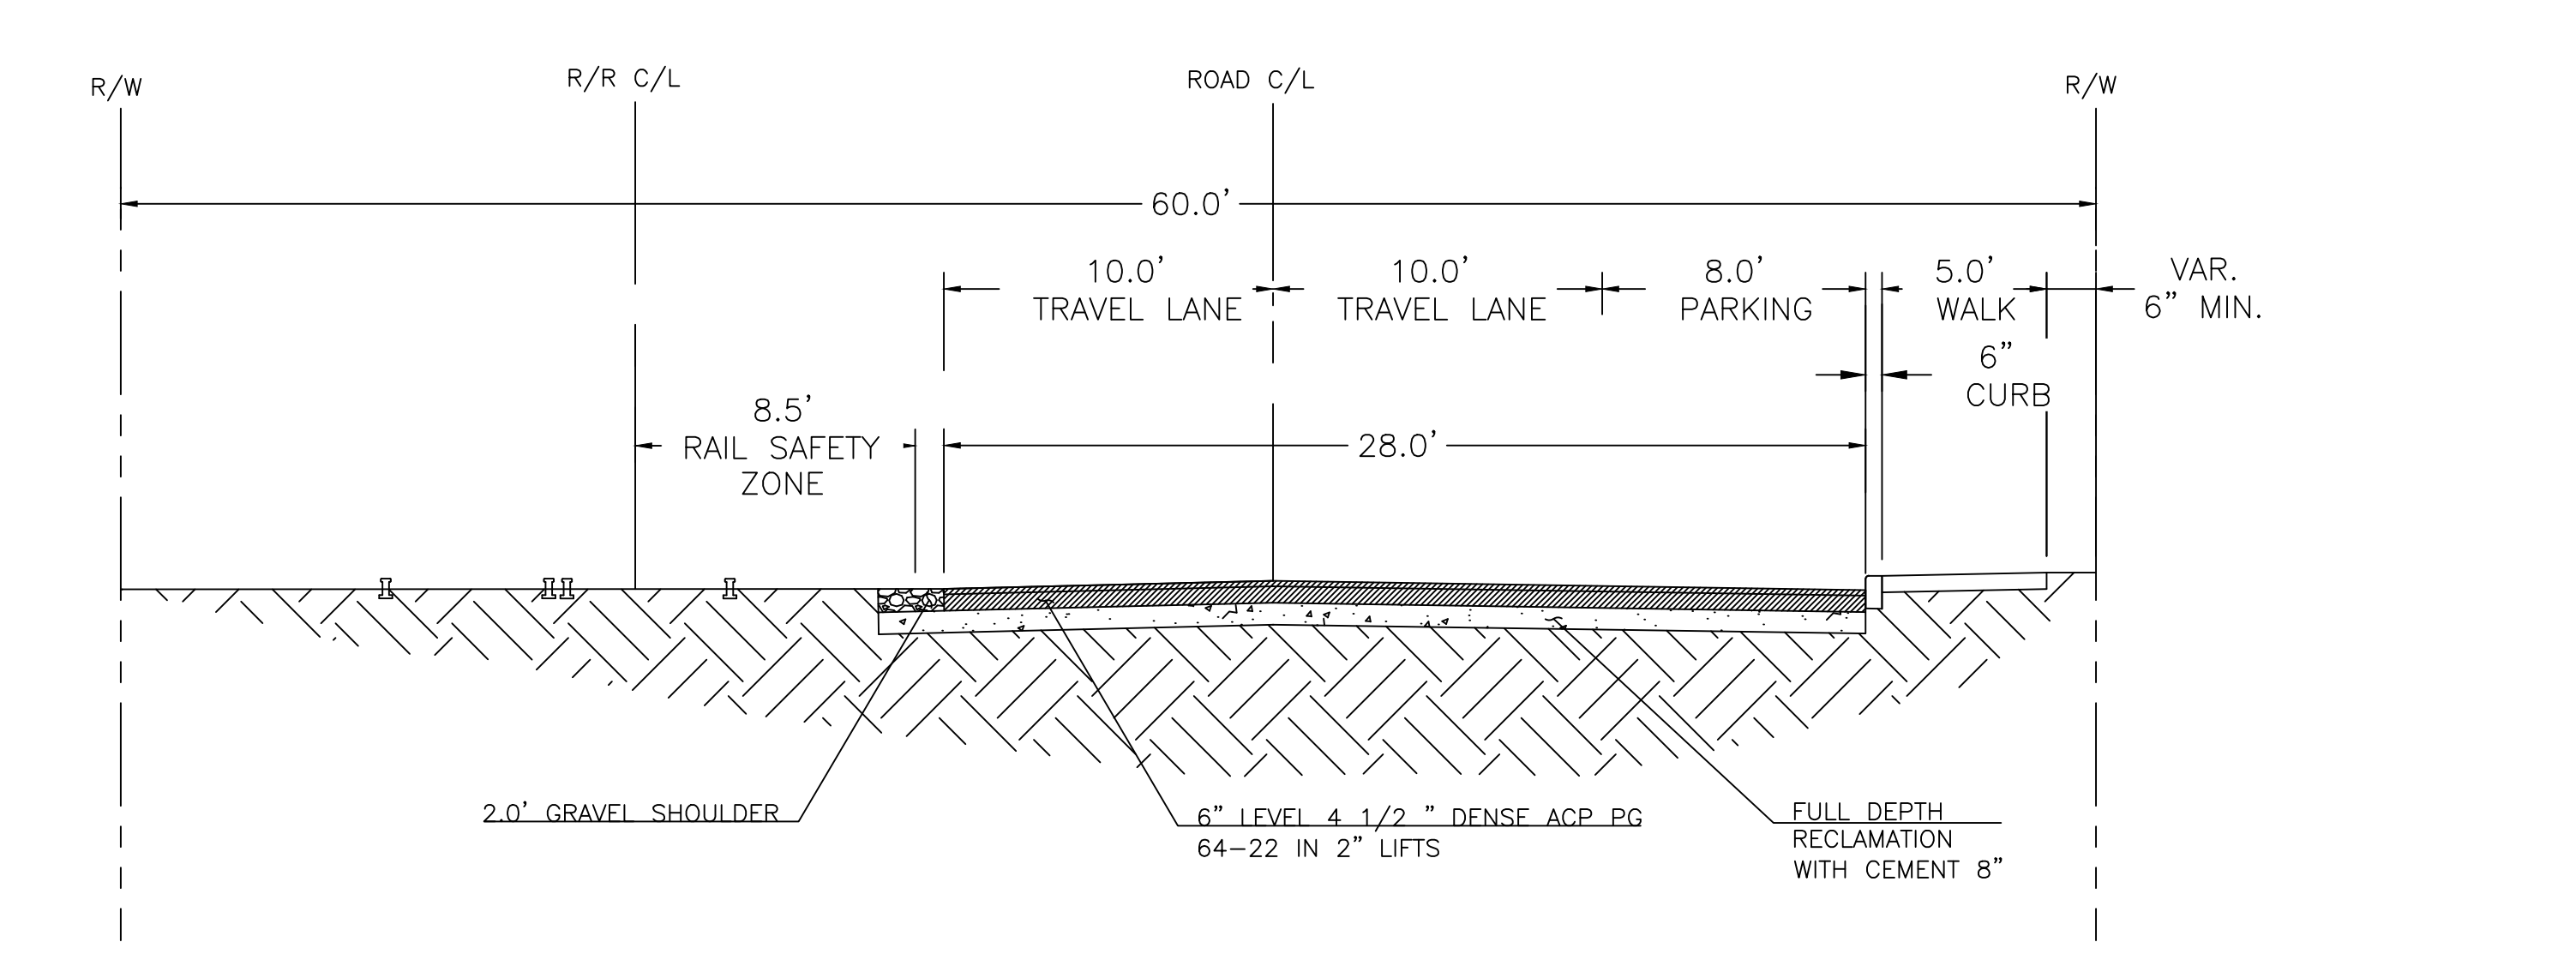 R/W
R/R C/L
ROAD C/L
R/W
60.0'
10.0'
TRAVEL LANE
10.0'
TRAVEL LANE
8.0'
PARKING
5.0'
WALK
VAR.
6" MIN.
6"
CURB
8.5'
RAIL SAFETY
ZONE
28.0'
2.0' GRAVEL SHOULDER
6" LEVEL 4 1/2 " DENSE ACP PG
64-22 IN 2" LIFTS
FULL DEPTH
RECLAMATION
WITH CEMENT 8"